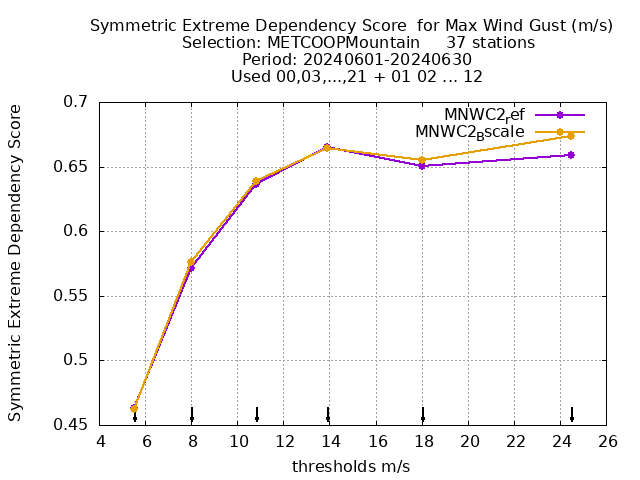 Symmetric Extreme Dependency Score  for Max Wind Gust (m/s)
Selection: METCOOPMountain     37 stations
Period: 20240601-20240630
Used 00,03,...,21 + 01 02 ... 12
Symmetric Extreme Dependency Score
0.7
0.65
0.6
0.55
0.5
0.45
MNWC2ref
MNWC2Bscale
4 6 8 10 12 14 16 18 20 22 24 26
thresholds m/s